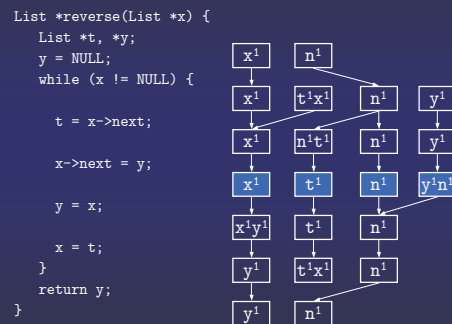 List *reverse(List *x) {
List *t, *y;
y = NULL;
x¹ n¹
while (x != NULL) {
x¹ t¹x¹ n¹ y¹
t = x->next;
x¹ n¹t¹ n¹ y¹
x->next = y;
x¹ t¹ n¹ y¹n¹
y = x;
x¹y¹ t¹ n¹
x = t;
}
y¹ t¹x¹ n¹
return y;
}
y¹ n¹